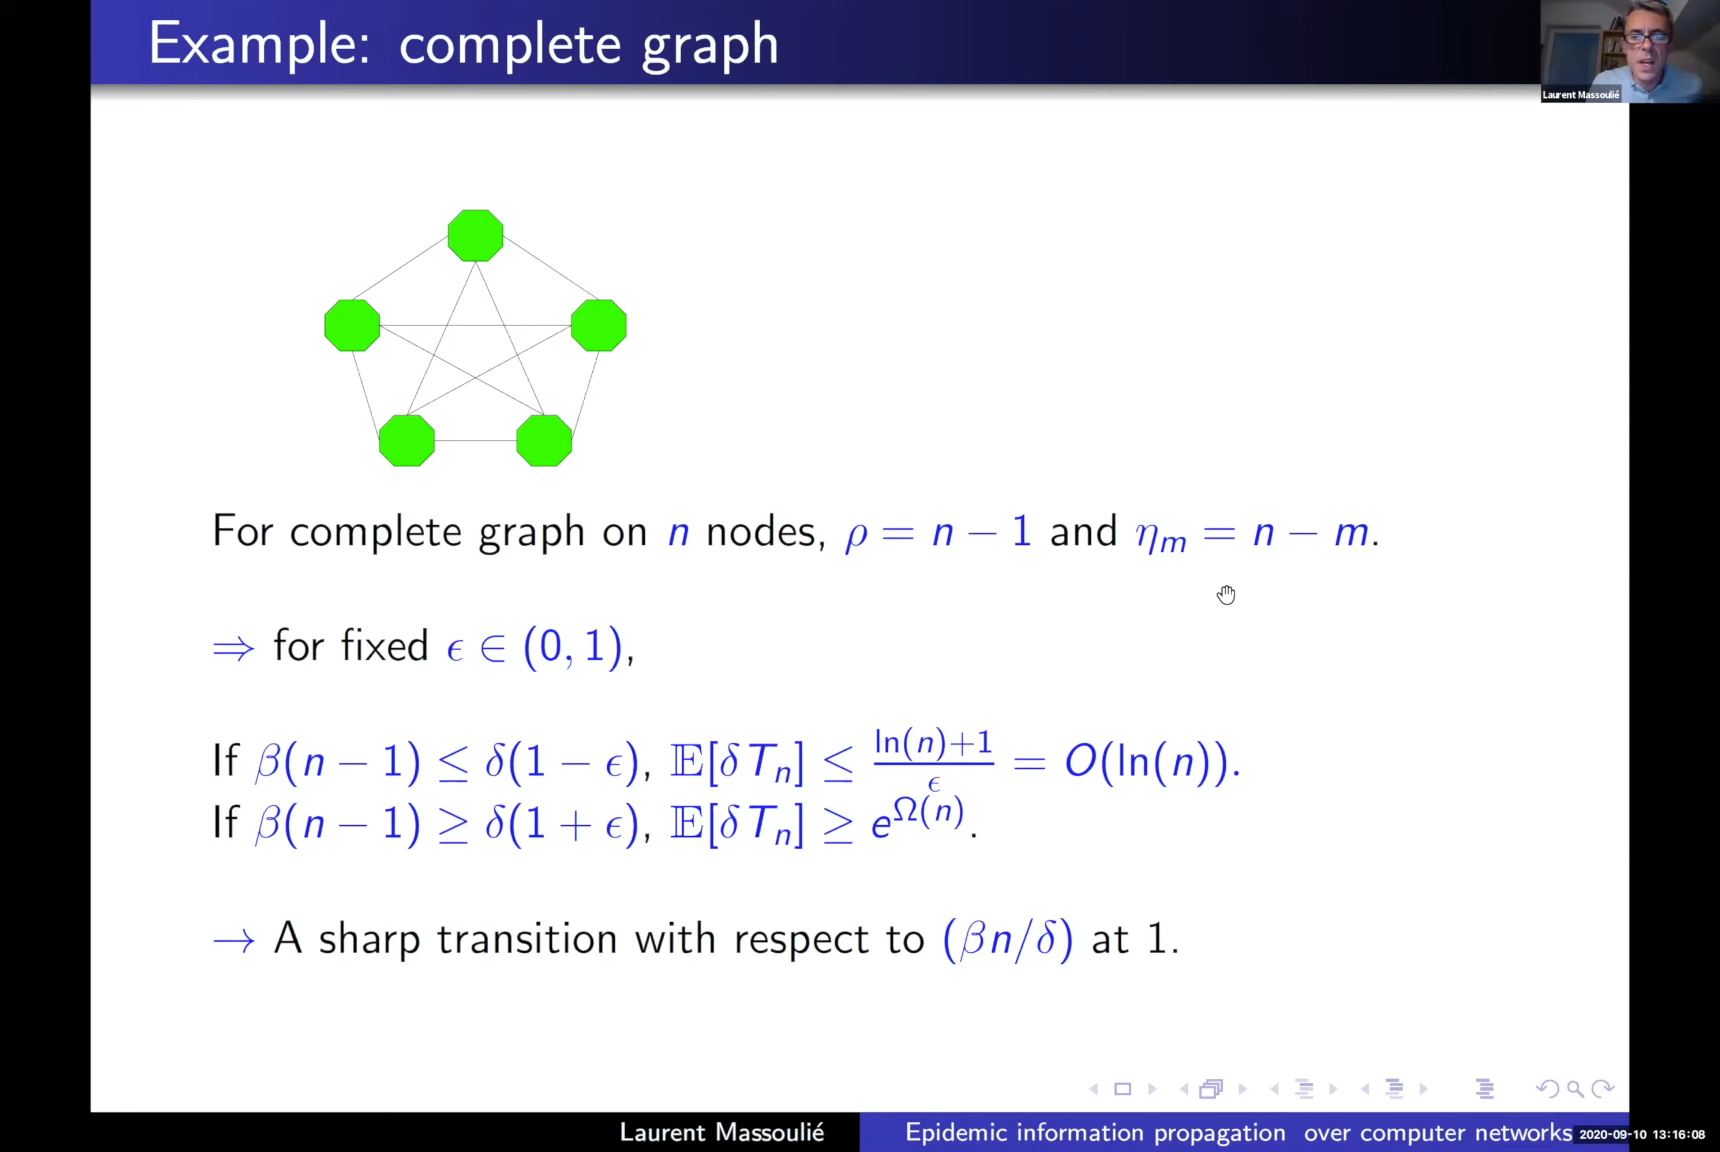 Example: complete graph
Laurent Massoulié
For complete graph on n nodes, ρ = n − 1 and η_m = n − m.
⇒ for fixed ϵ ∈ (0, 1),
If β(n − 1) ≤ δ(1 − ϵ), 𝔼[δT_n] ≤ (ln(n)+1)/ϵ = O(ln(n)).
If β(n − 1) ≥ δ(1 + ϵ), 𝔼[δT_n] ≥ e^{Ω(n)}.
→ A sharp transition with respect to (βn/δ) at 1.
Laurent Massoulié
Epidemic information propagation over computer networks
2020-09-10 13:16:08